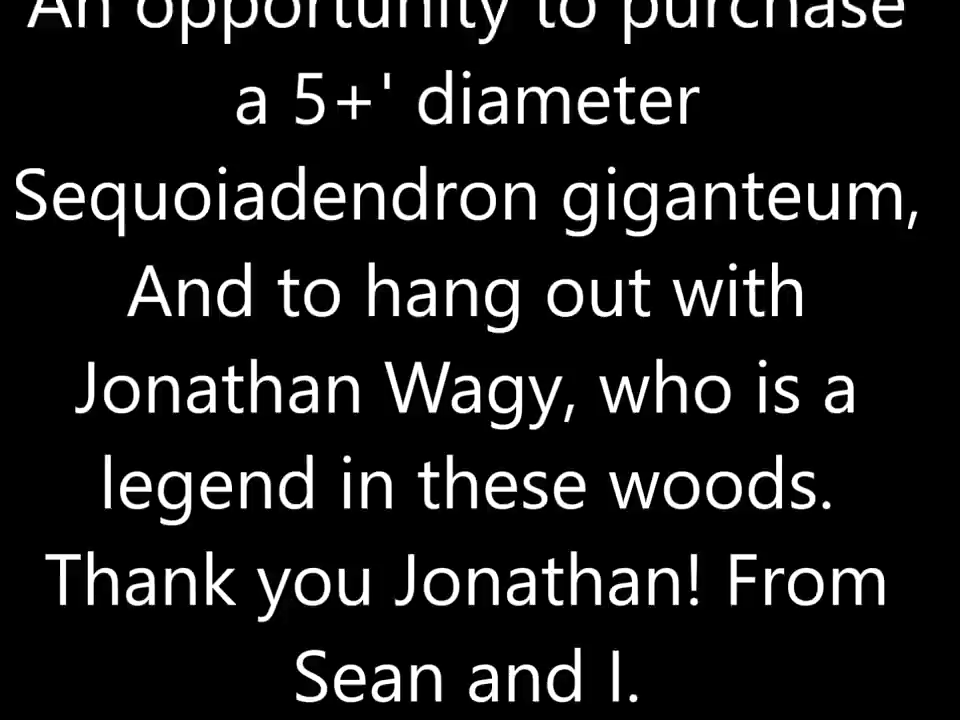 An opportunity to purchase
a 5+' diameter
Sequoiadendron giganteum,
And to hang out with
Jonathan Wagy, who is a
legend in these woods.
Thank you Jonathan! From
Sean and I.